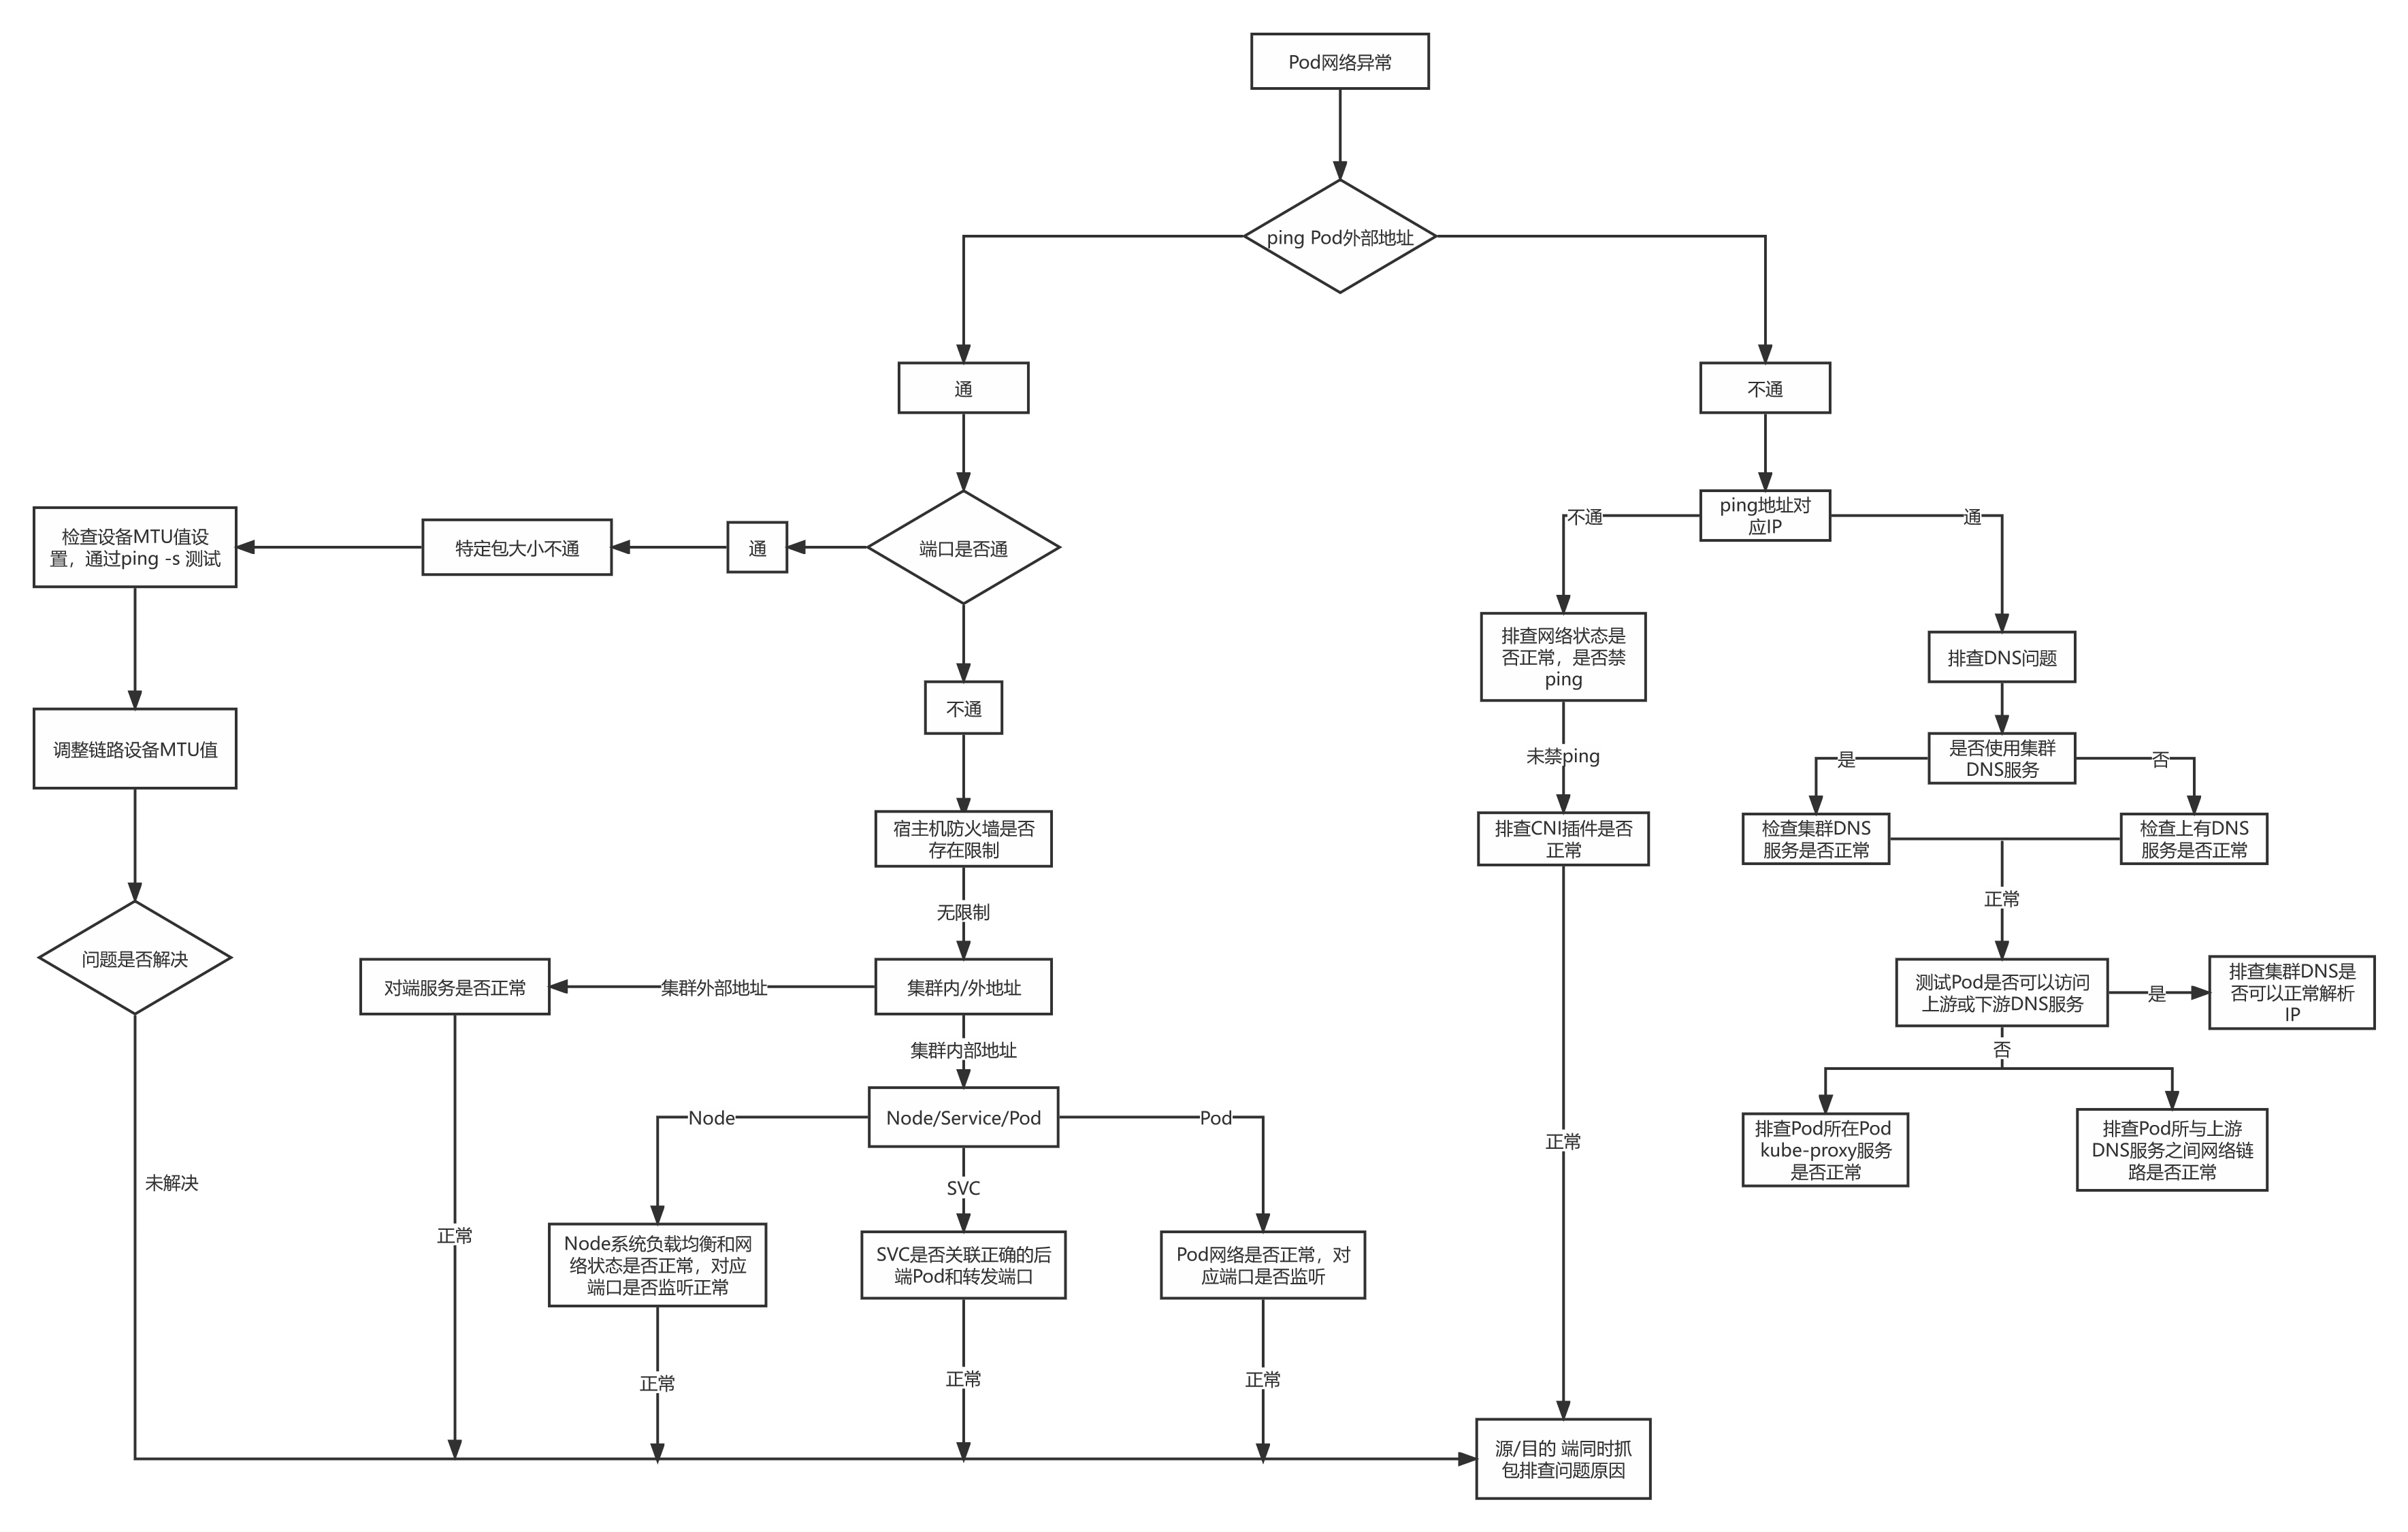 Pod网络异常
ping Pod外部地址
通
不通
ping地址对
应IP
不通
通
检查设备MTU值设
置，通过ping -s 测试
特定包大小不通
通
端口是否通
排查网络状态是
否正常，是否禁
ping
排查DNS问题
不通
调整链路设备MTU值
未禁ping
是否使用集群
DNS服务
是
否
宿主机防火墙是否
存在限制
排查CNI插件是否
正常
检查集群DNS
服务是否正常
检查上有DNS
服务是否正常
无限制
正常
问题是否解决
对端服务是否正常
集群外部地址
集群内/外地址
测试Pod是否可以访问
上游或下游DNS服务
是
排查集群DNS是
否可以正常解析
IP
集群内部地址
否
Node
Node/Service/Pod
Pod
正常
排查Pod所在Pod
kube-proxy服务
是否正常
排查Pod所与上游
DNS服务之间网络链
路是否正常
未解决
SVC
正常
Node系统负载均衡和网
络状态是否正常，对应
端口是否监听正常
SVC是否关联正确的后
端Pod和转发端口
Pod网络是否正常，对
应端口是否监听
正常
正常
正常
源/目的 端同时抓
包排查问题原因